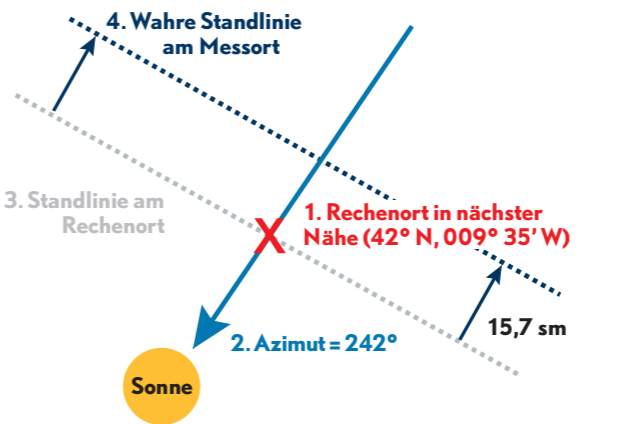 4. Wahre Standlinie
am Messort
3. Standlinie am
Rechenort
X
1. Rechenort in nächster
Nähe (42° N, 009° 35' W)
15,7 sm
2. Azimut = 242°
Sonne